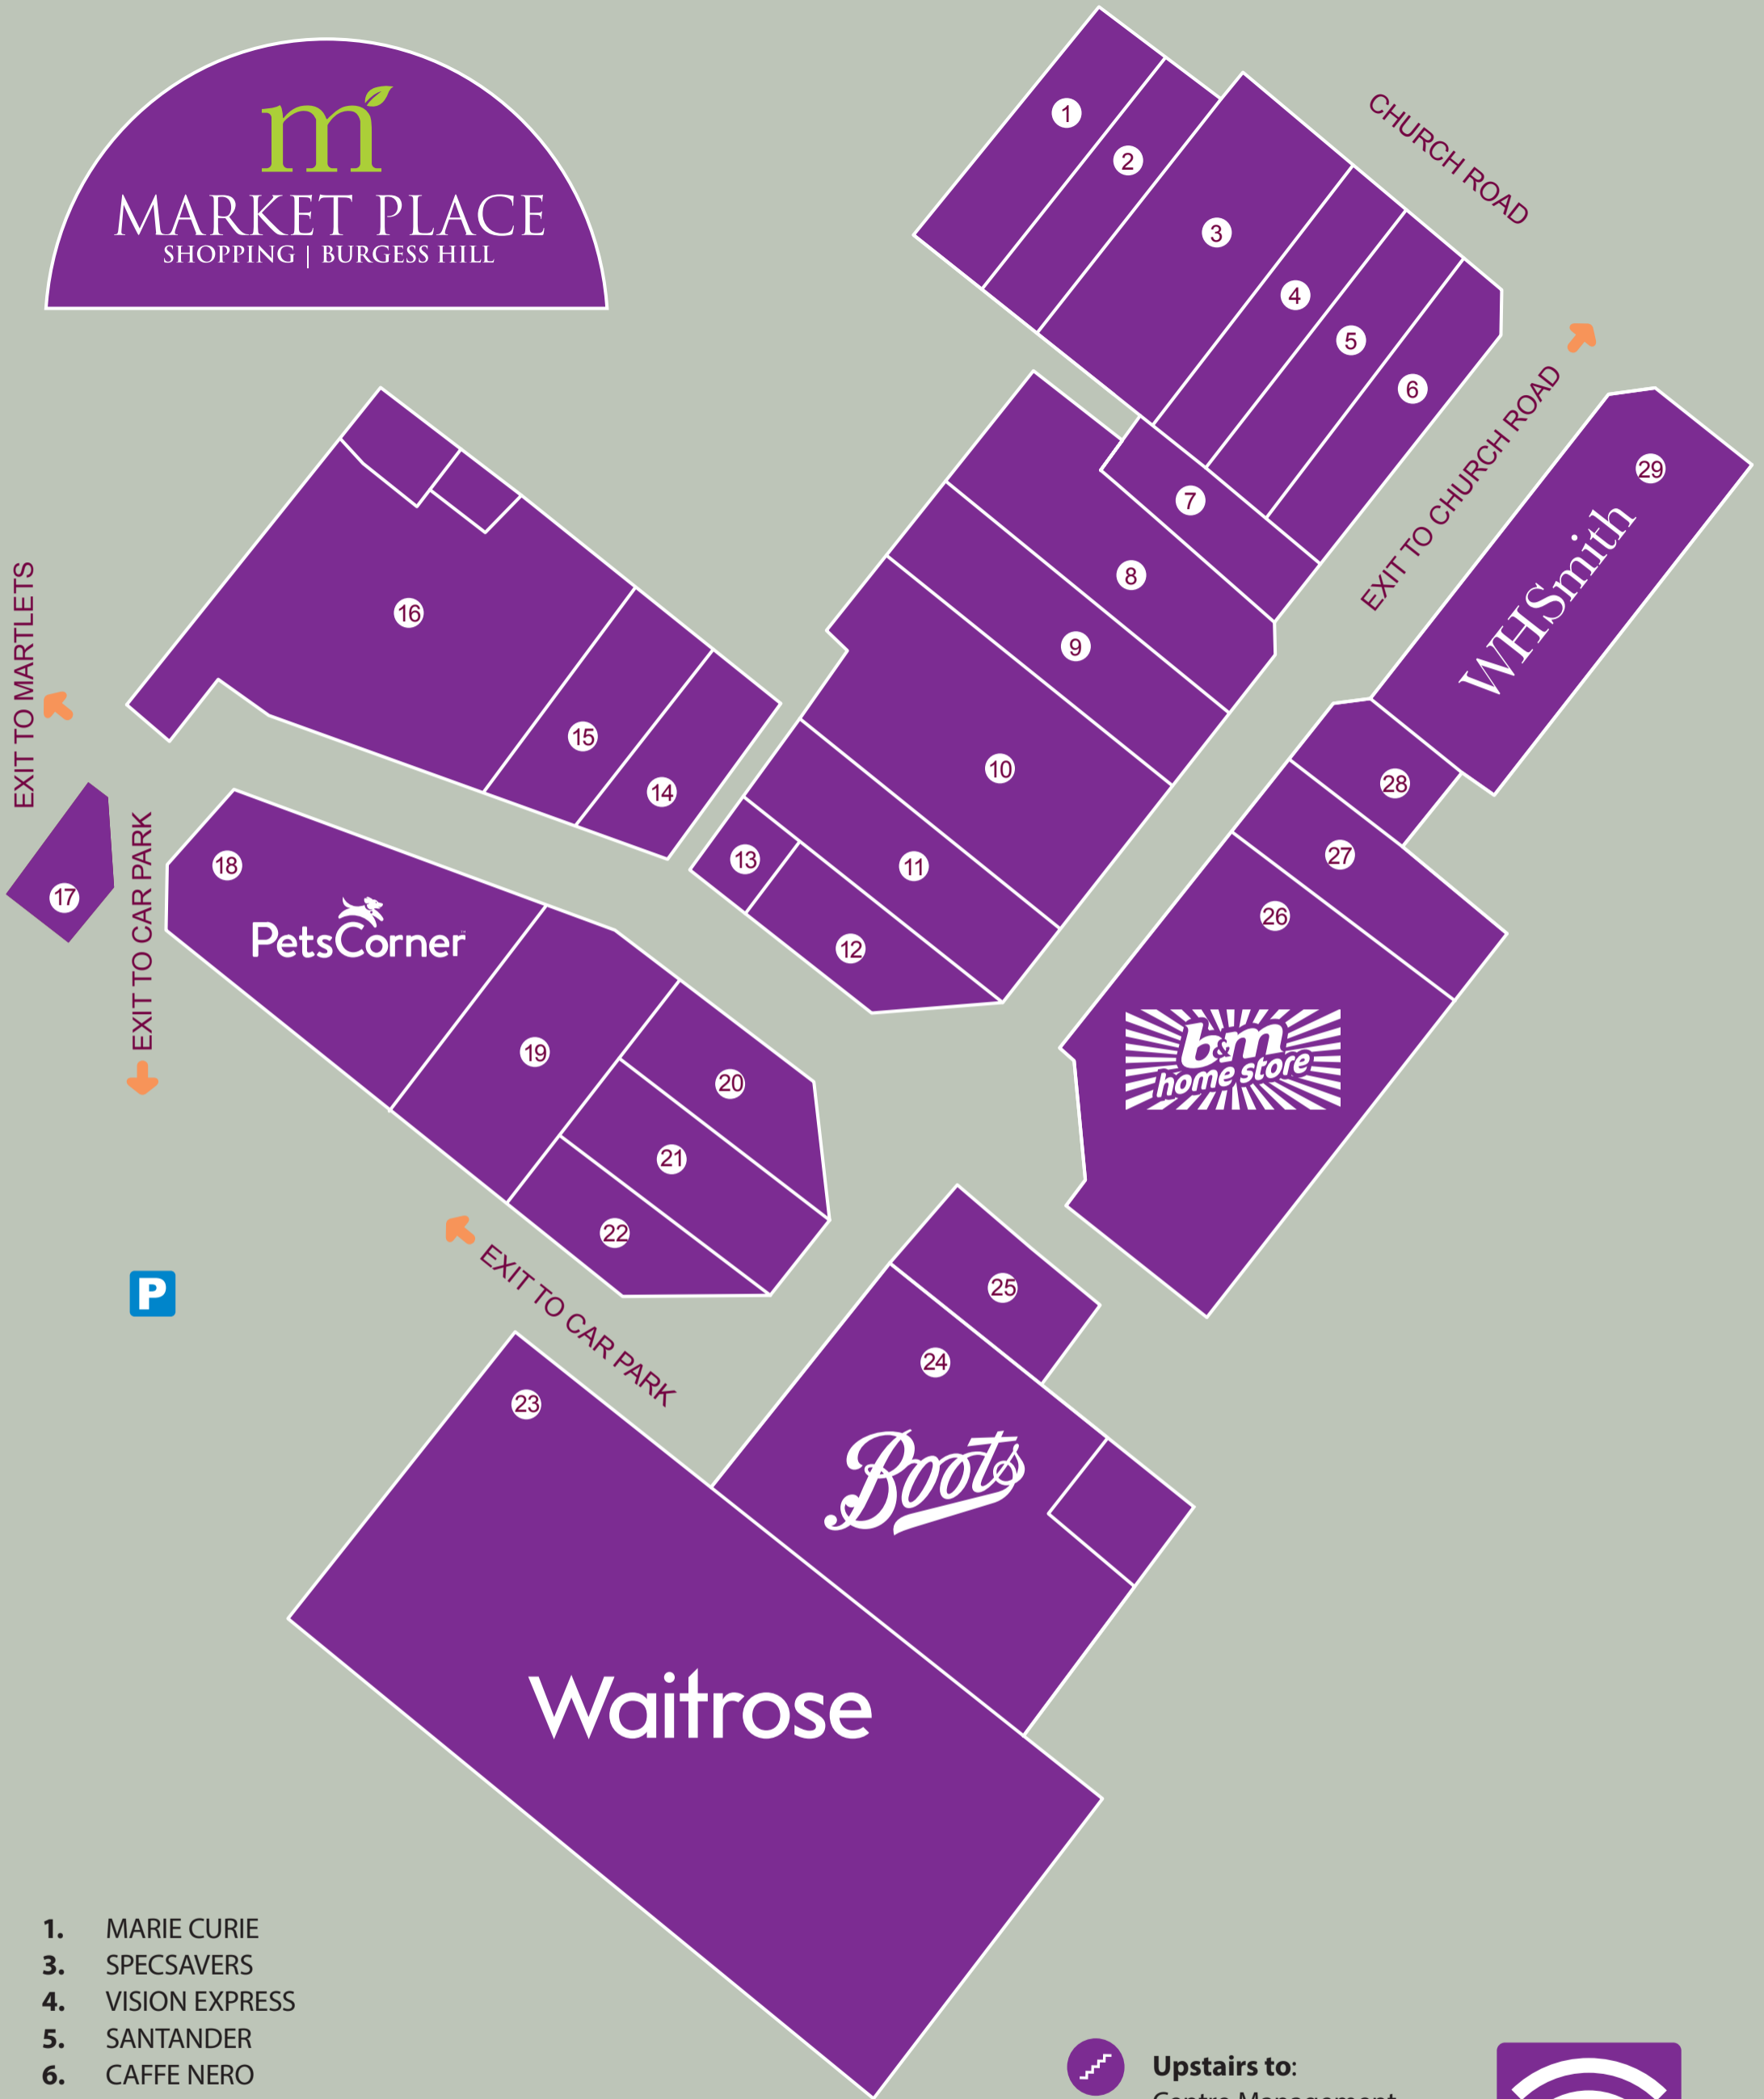 m
MARKET PLACE
SHOPPING | BURGESS HILL
CHURCH ROAD
1
2
3
4
5
6
EXIT TO CHURCH ROAD
29
WHSmith
7
8
9
10
11
12
13
16
15
14
EXIT TO MARTLETS
17
EXIT TO CAR PARK
18
PetsCorner
19
20
21
22
28
27
26
b&m
home store
P
EXIT TO CAR PARK
25
24
Boots
23
Waitrose
1. MARIE CURIE
3. SPECSAVERS
4. VISION EXPRESS
5. SANTANDER
6. CAFFE NERO
Upstairs to:
Centre Management